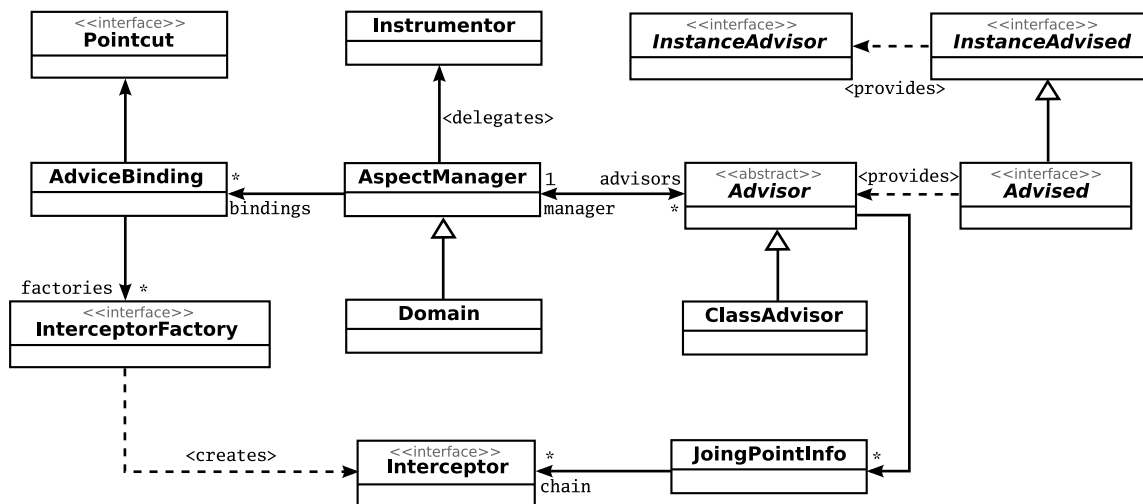 <<interface>>
Pointcut
Instrumentor
<<interface>>
InstanceAdvisor
<<interface>>
InstanceAdvised
<provides>
<delegates>
AdviceBinding
*
bindings
AspectManager
1
manager
advisors
*
<<abstract>>
Advisor
<provides>
<<interface>>
Advised
factories
*
<<interface>>
InterceptorFactory
Domain
ClassAdvisor
<creates>
<<interface>>
Interceptor
*
chain
JoingPointInfo
*